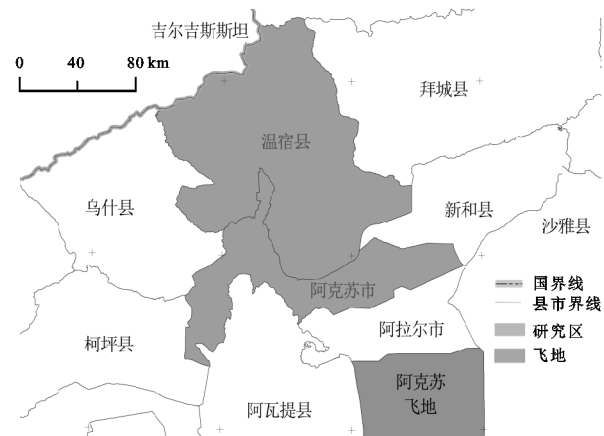 吉尔吉斯斯坦
0 40 80 km
拜城县
温宿县
乌什县
新和县
沙雅县
国界线
阿克苏市
县市界线
阿拉尔市
研究区
柯坪县
飞地
阿克苏
飞地
阿瓦提县